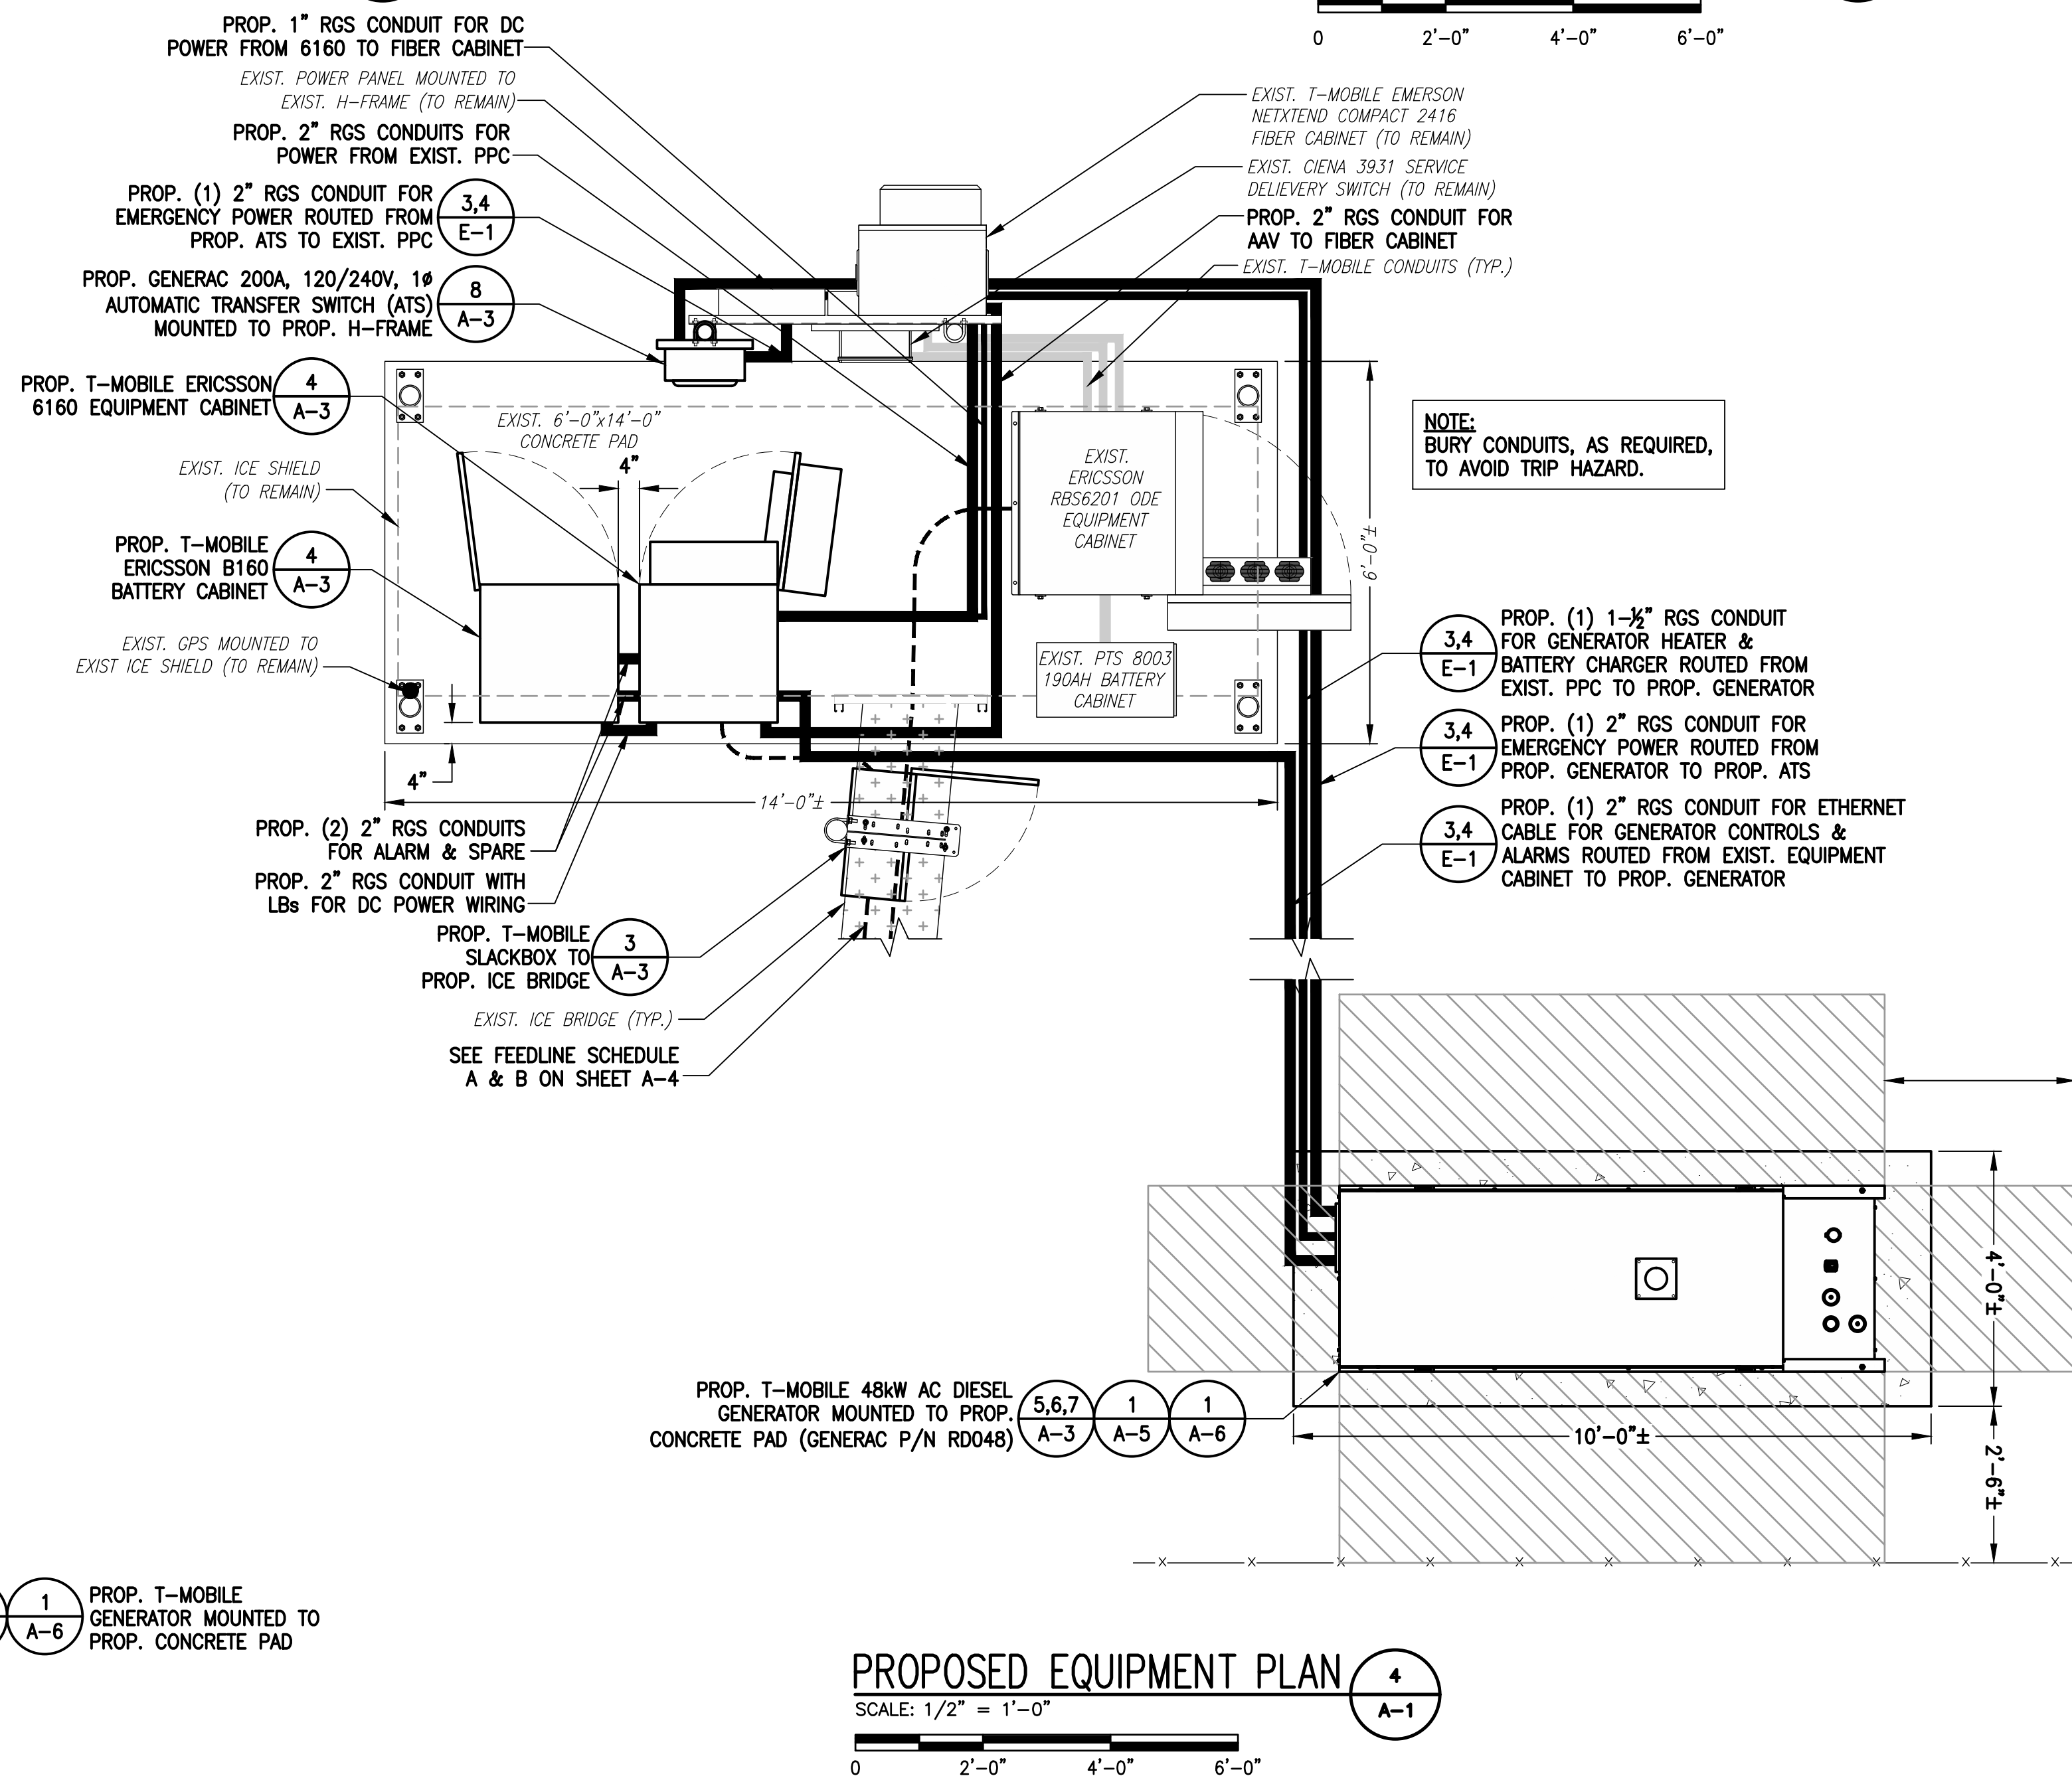 PROP. 1" RGS CONDUIT FOR DC
POWER FROM 6160 TO FIBER CABINET
EXIST. POWER PANEL MOUNTED TO
EXIST. H-FRAME (TO REMAIN)
PROP. 2" RGS CONDUITS FOR
POWER FROM EXIST. PPC
PROP. (1) 2" RGS CONDUIT FOR
EMERGENCY POWER ROUTED FROM
PROP. ATS TO EXIST. PPC
3,4
E-1
PROP. GENERAC 200A, 120/240V, 1ø
AUTOMATIC TRANSFER SWITCH (ATS)
MOUNTED TO PROP. H-FRAME
8
A-3
PROP. T-MOBILE ERICSSON
6160 EQUIPMENT CABINET
4
A-3
EXIST. ICE SHIELD
(TO REMAIN)
PROP. T-MOBILE
ERICSSON B160
BATTERY CABINET
4
A-3
EXIST. GPS MOUNTED TO
EXIST ICE SHIELD (TO REMAIN)
4"
PROP. (2) 2" RGS CONDUITS
FOR ALARM & SPARE
PROP. 2" RGS CONDUIT WITH
LBs FOR DC POWER WIRING
PROP. T-MOBILE
SLACKBOX TO
PROP. ICE BRIDGE
3
A-3
EXIST. ICE BRIDGE (TYP.)
SEE FEEDLINE SCHEDULE
A & B ON SHEET A-4
0 2'-0" 4'-0" 6'-0"
EXIST. T-MOBILE EMERSON
NETXTEND COMPACT 2416
FIBER CABINET (TO REMAIN)
EXIST. CIENA 3931 SERVICE
DELIEVERY SWITCH (TO REMAIN)
PROP. 2" RGS CONDUIT FOR
AAV TO FIBER CABINET
EXIST. T-MOBILE CONDUITS (TYP.)
EXIST. 6'-0"x14'-0"
CONCRETE PAD
4"
EXIST.
ERICSSON
RBS6201 ODE
EQUIPMENT
CABINET
EXIST. PTS 8003
190AH BATTERY
CABINET
6'-0"±
14'-0"±
NOTE:
BURY CONDUITS, AS REQUIRED,
TO AVOID TRIP HAZARD.
3,4
E-1
PROP. (1) 1-½" RGS CONDUIT
FOR GENERATOR HEATER &
BATTERY CHARGER ROUTED FROM
EXIST. PPC TO PROP. GENERATOR
3,4
E-1
PROP. (1) 2" RGS CONDUIT FOR
EMERGENCY POWER ROUTED FROM
PROP. GENERATOR TO PROP. ATS
3,4
E-1
PROP. (1) 2" RGS CONDUIT FOR ETHERNET
CABLE FOR GENERATOR CONTROLS &
ALARMS ROUTED FROM EXIST. EQUIPMENT
CABINET TO PROP. GENERATOR
4'-0"±
10'-0"±
2'-6"±
PROP. T-MOBILE 48kW AC DIESEL
GENERATOR MOUNTED TO PROP.
CONCRETE PAD (GENERAC P/N RD048)
5,6,7
A-3
1
A-5
1
A-6
X X X X X X X X X X X
1
A-6
PROP. T-MOBILE
GENERATOR MOUNTED TO
PROP. CONCRETE PAD
PROPOSED EQUIPMENT PLAN
SCALE: 1/2" = 1'-0"
4
A-1
0 2'-0" 4'-0" 6'-0"